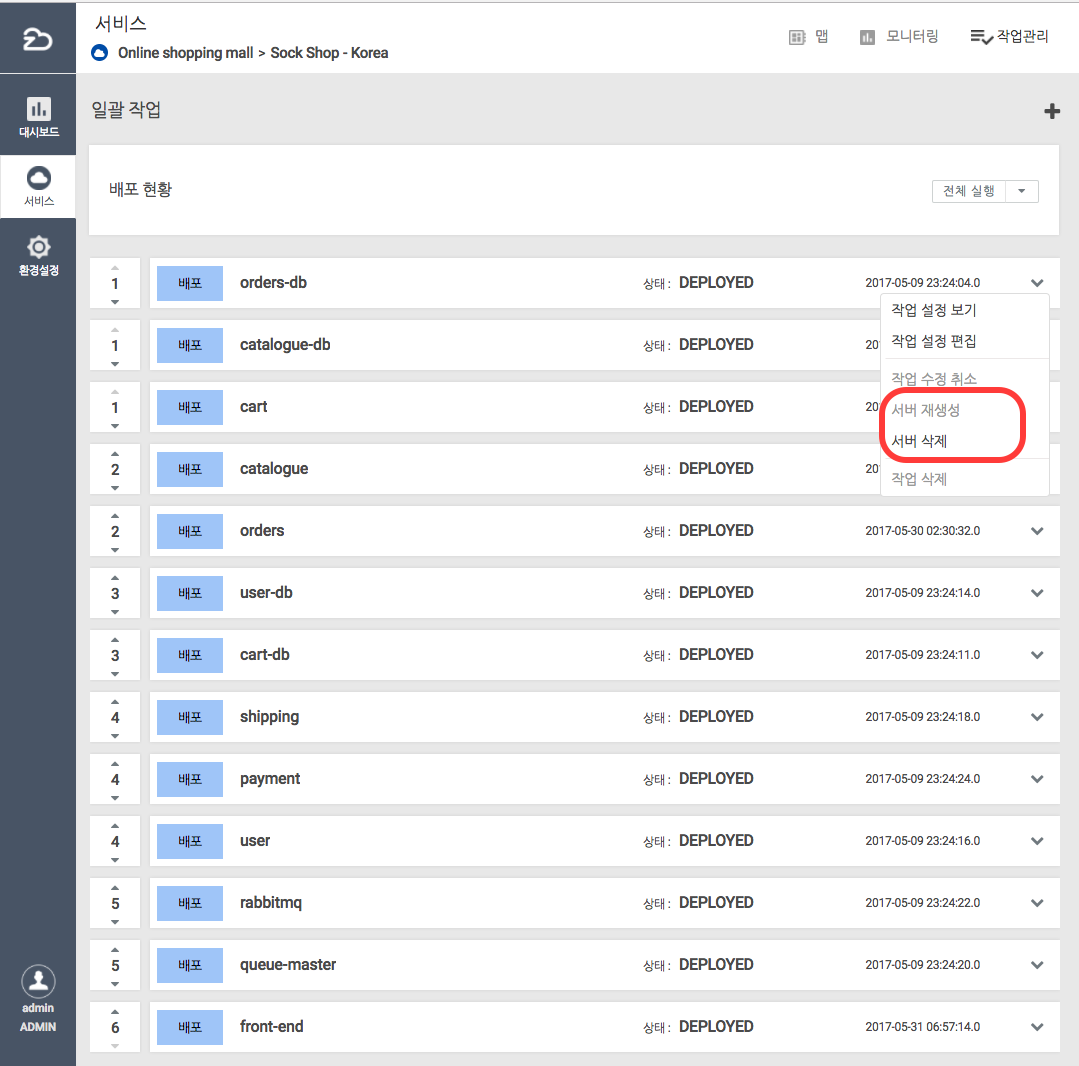 서비스
Online shopping mall > Sock Shop - Korea
맵
모니터링
작업관리
대시보드
서비스
환경설정
admin
ADMIN
일괄 작업
배포 현황
전체 실행
1 배포 orders-db 상태 : DEPLOYED 2017-05-09 23:24:04.0
작업 설정 보기
작업 설정 편집
작업 수정 취소
서버 재생성
서버 삭제
작업 삭제
1 배포 catalogue-db 상태 : DEPLOYED 20
1 배포 cart 상태 : DEPLOYED 20
2 배포 catalogue 상태 : DEPLOYED 20
2 배포 orders 상태 : DEPLOYED 2017-05-30 02:30:32.0
3 배포 user-db 상태 : DEPLOYED 2017-05-09 23:24:14.0
3 배포 cart-db 상태 : DEPLOYED 2017-05-09 23:24:11.0
4 배포 shipping 상태 : DEPLOYED 2017-05-09 23:24:18.0
4 배포 payment 상태 : DEPLOYED 2017-05-09 23:24:24.0
4 배포 user 상태 : DEPLOYED 2017-05-09 23:24:16.0
5 배포 rabbitmq 상태 : DEPLOYED 2017-05-09 23:24:22.0
5 배포 queue-master 상태 : DEPLOYED 2017-05-09 23:24:20.0
6 배포 front-end 상태 : DEPLOYED 2017-05-31 06:57:14.0